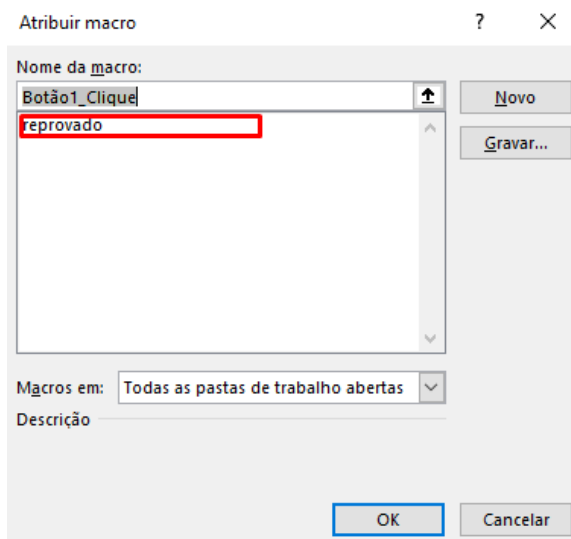 Atribuir macro ? ×
Nome da macro:
Botão1_Clique
Novo
reprovado
Gravar...
Macros em: Todas as pastas de trabalho abertas
Descrição
OK Cancelar